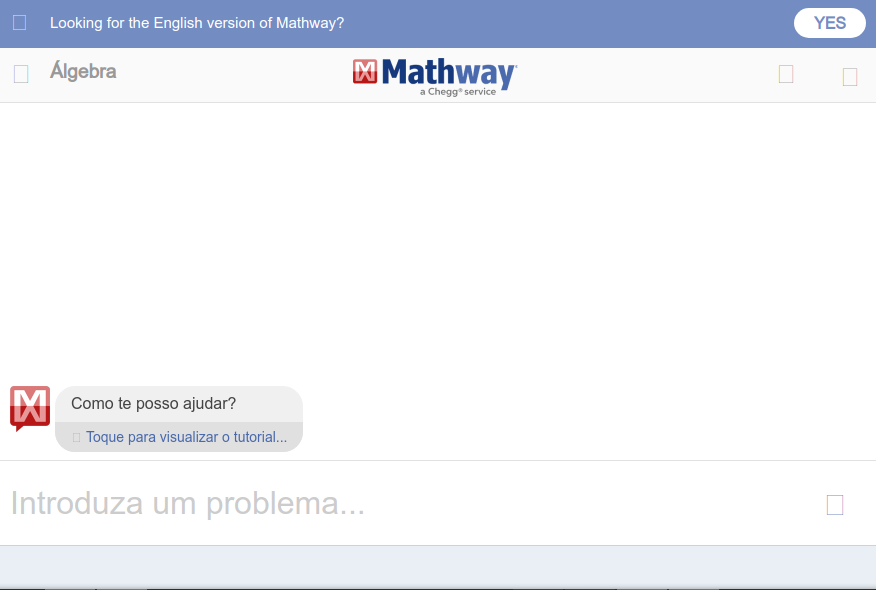 Looking for the English version of Mathway?
YES
Álgebra
Mathway
a Chegg® service
Como te posso ajudar?
Toque para visualizar o tutorial...
Introduza um problema...